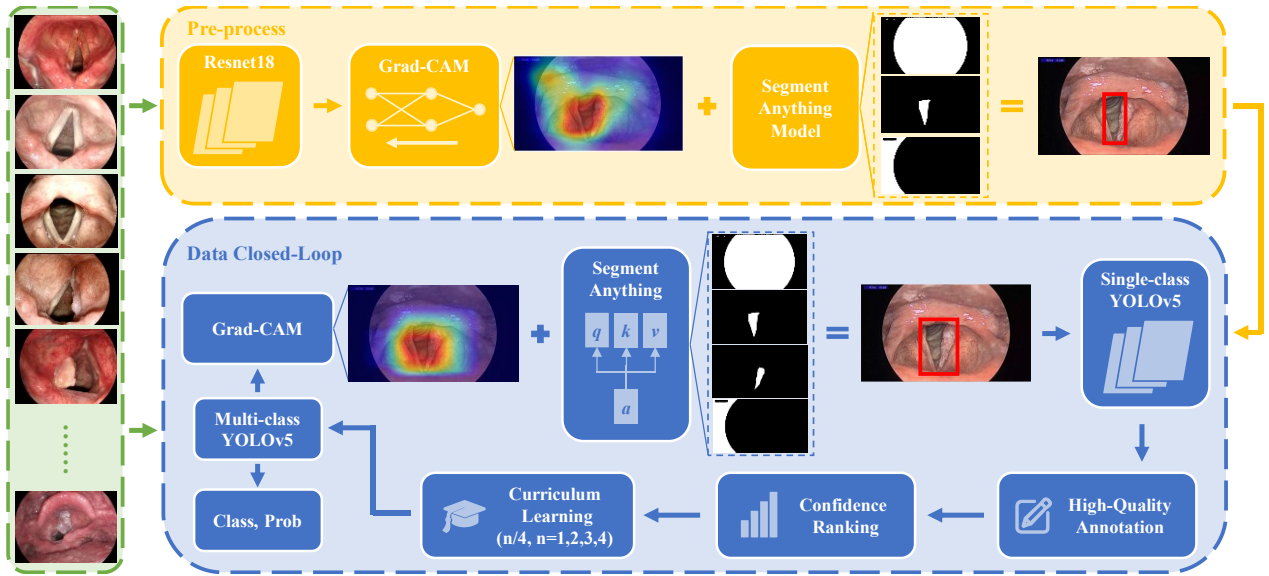 Pre-process
Resnet18
Grad-CAM
Segment
Anything
Model
Data Closed-Loop
Grad-CAM
Segment
Anything
q k v
a
Single-class
YOLOv5
Multi-class
YOLOv5
Class, Prob
Curriculum
Learning
(n/4, n=1,2,3,4)
Confidence
Ranking
High-Quality
Annotation